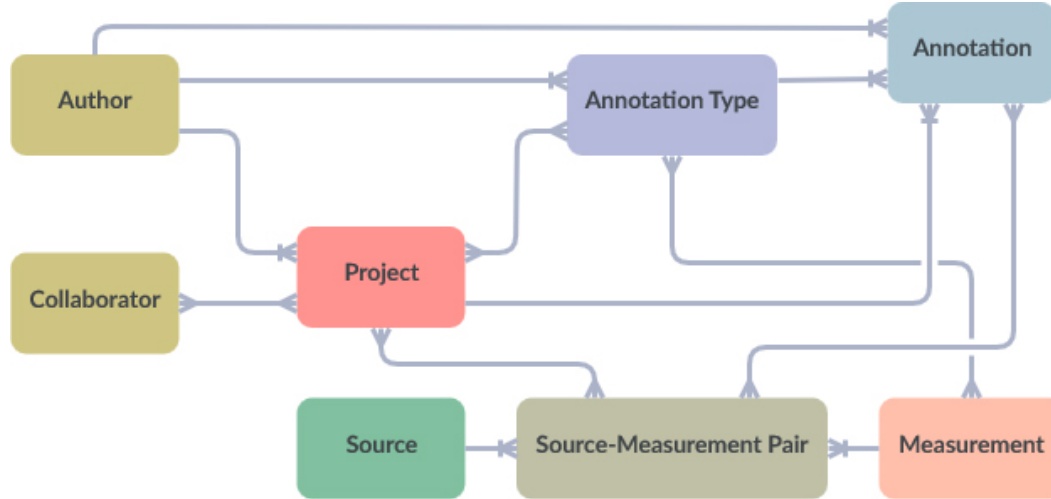 Annotation
Author
Annotation Type
Project
Collaborator
Source
Source-Measurement Pair
Measurement